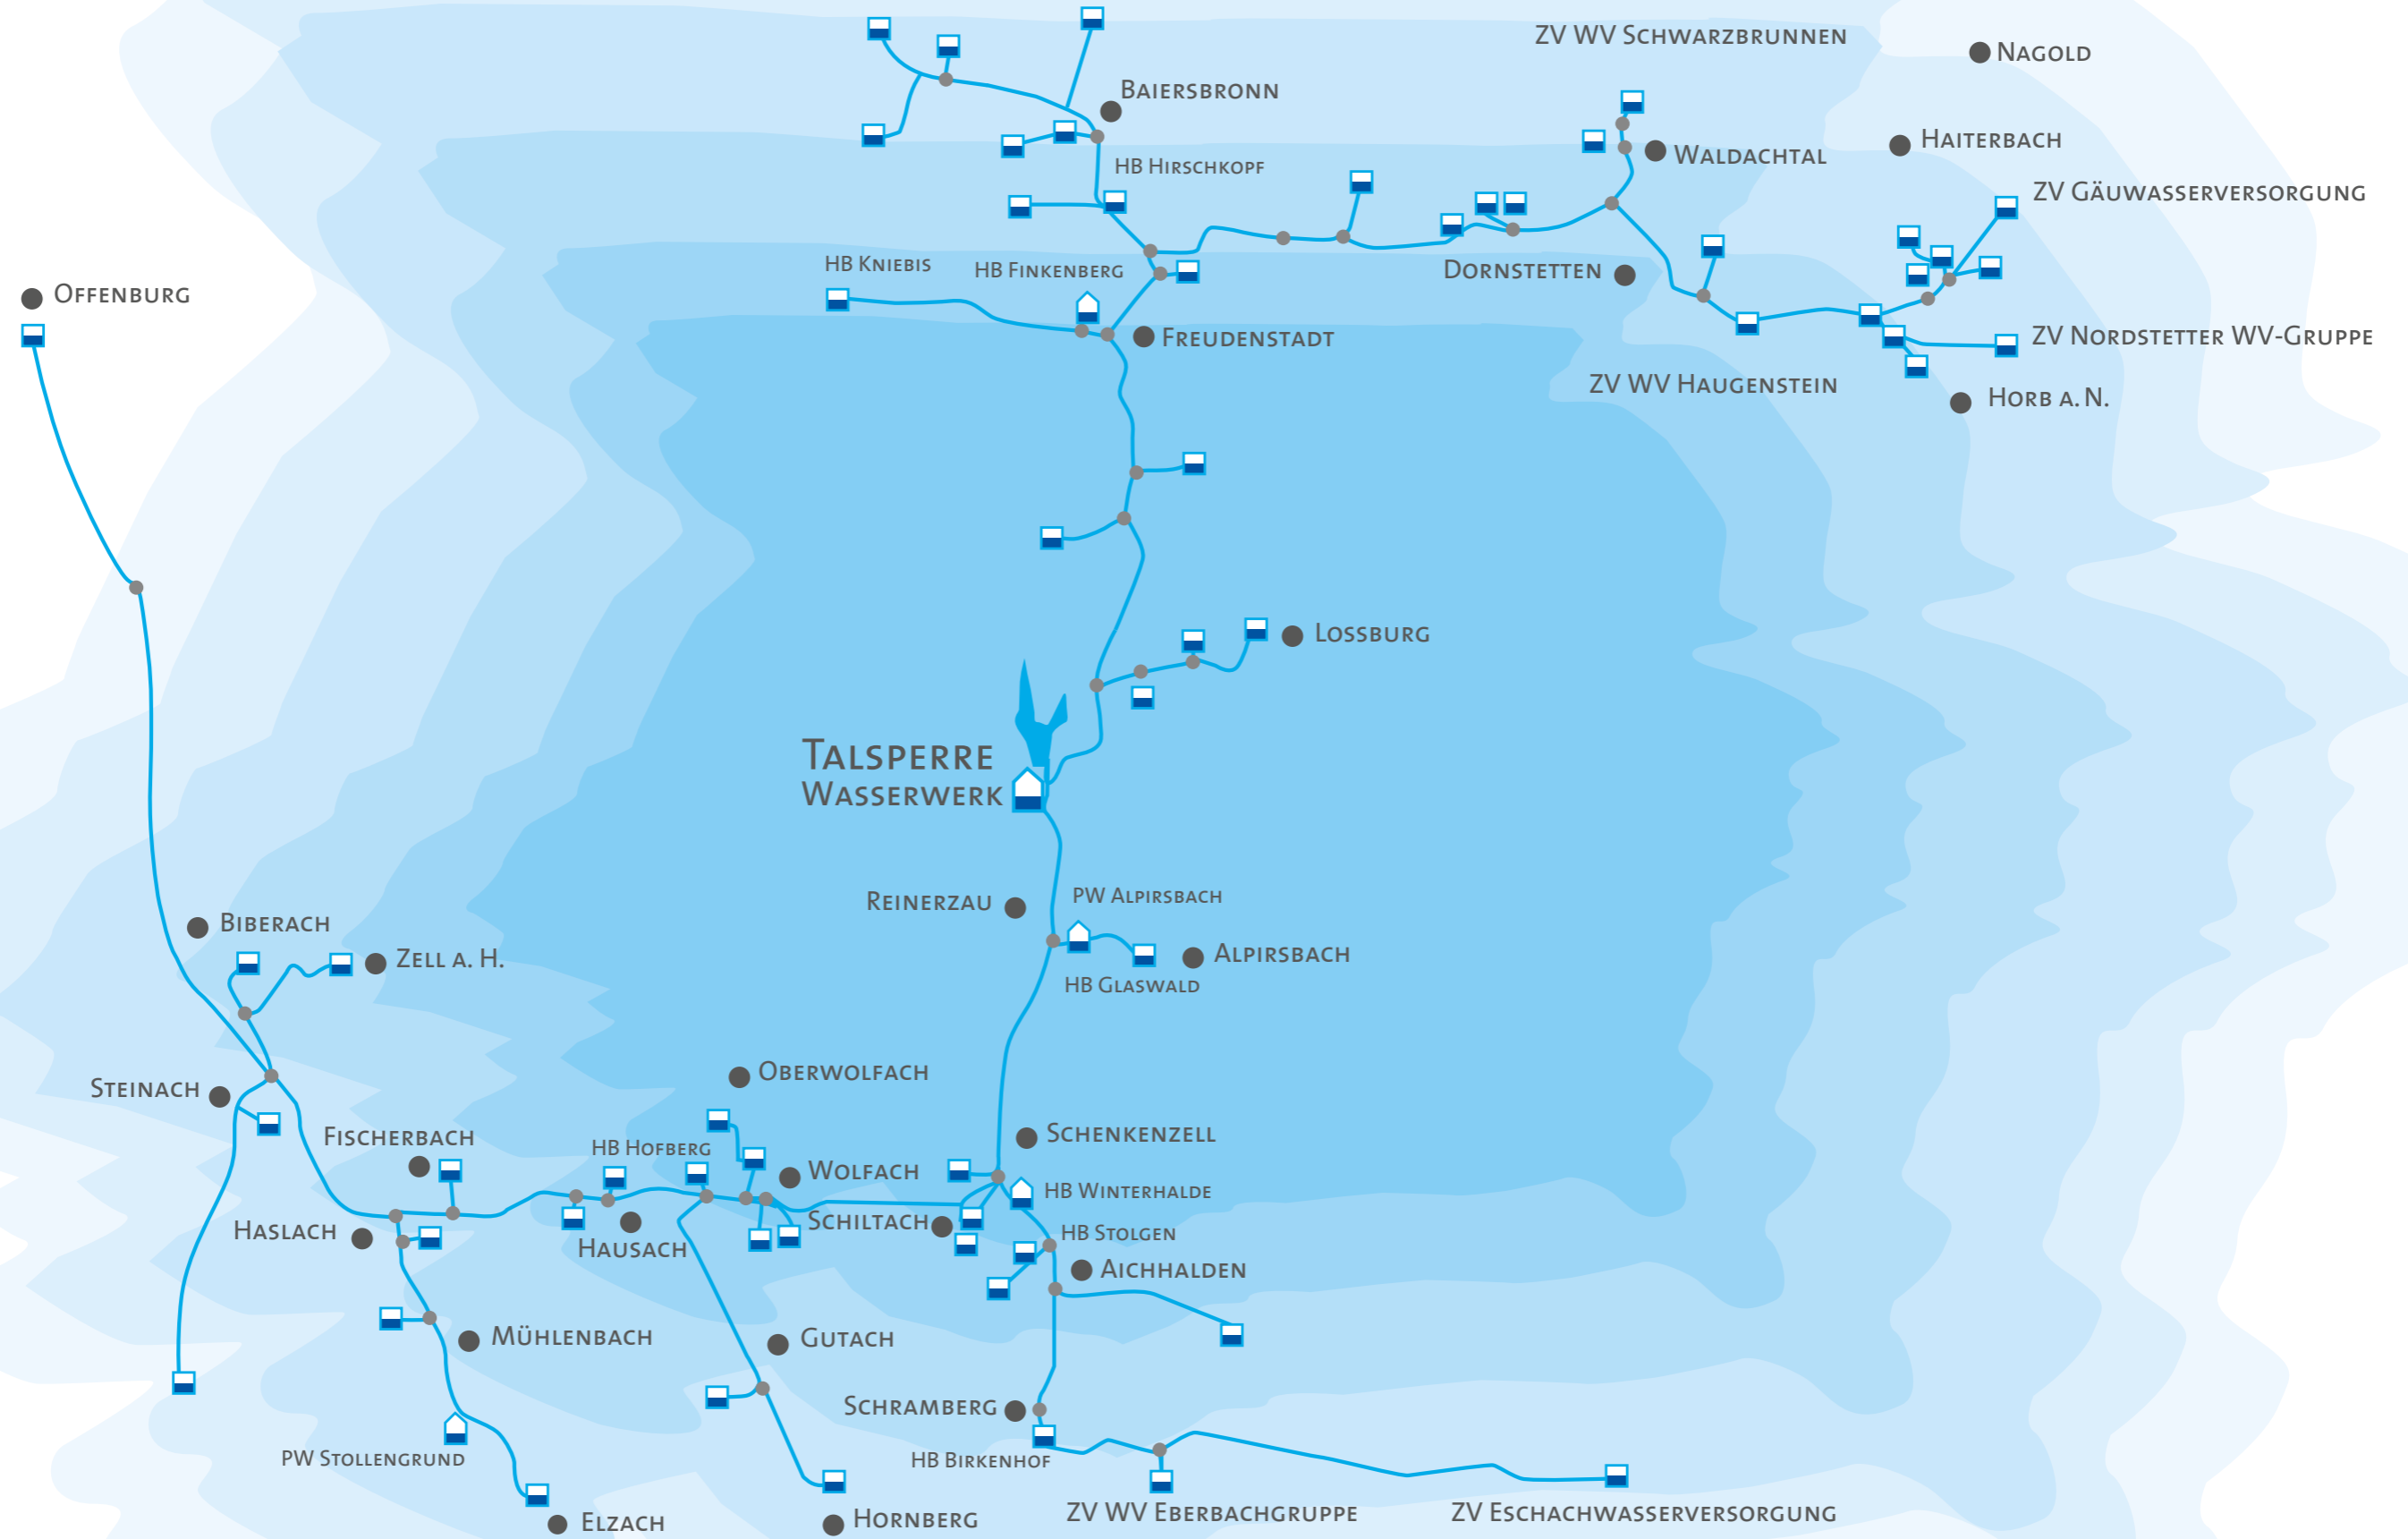 ZV WV Schwarzbrunnen
Nagold
Baiersbronn
Haiterbach
Waldachtal
HB Hirschkopf
ZV Gäuwasserversorgung
HB Kniebis
HB Finkenberg
Dornstetten
Offenburg
Freudenstadt
ZV Nordstetter WV-Gruppe
ZV WV Haugenstein
Horb a. N.
Lossburg
Talsperre
Wasserwerk
Reinerzau
PW Alpirsbach
Biberach
Zell a. H.
Alpirsbach
HB Glaswald
Oberwolfach
Steinach
Fischerbach
HB Hofberg
Schenkenzell
Wolfach
HB Winterhalde
Haslach
Hausach
Schiltach
HB Stolgen
Aichhalden
Mühlenbach
Gutach
Schramberg
PW Stollengrund
HB Birkenhof
Elzach
Hornberg
ZV WV Eberbachgruppe
ZV Eschachwasserversorgung